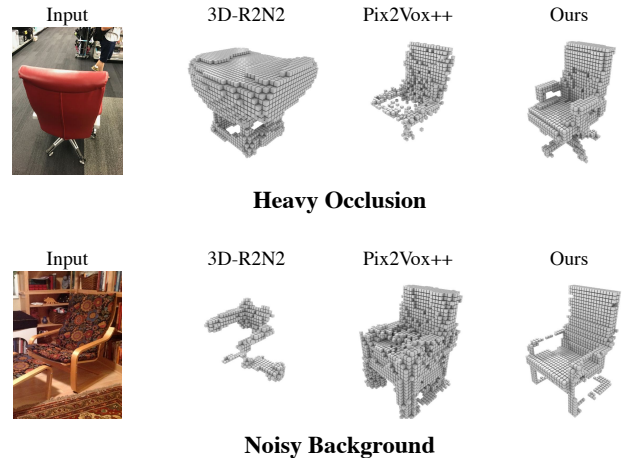 Input 3D-R2N2 Pix2Vox++ Ours
Heavy Occlusion
Input 3D-R2N2 Pix2Vox++ Ours
Noisy Background